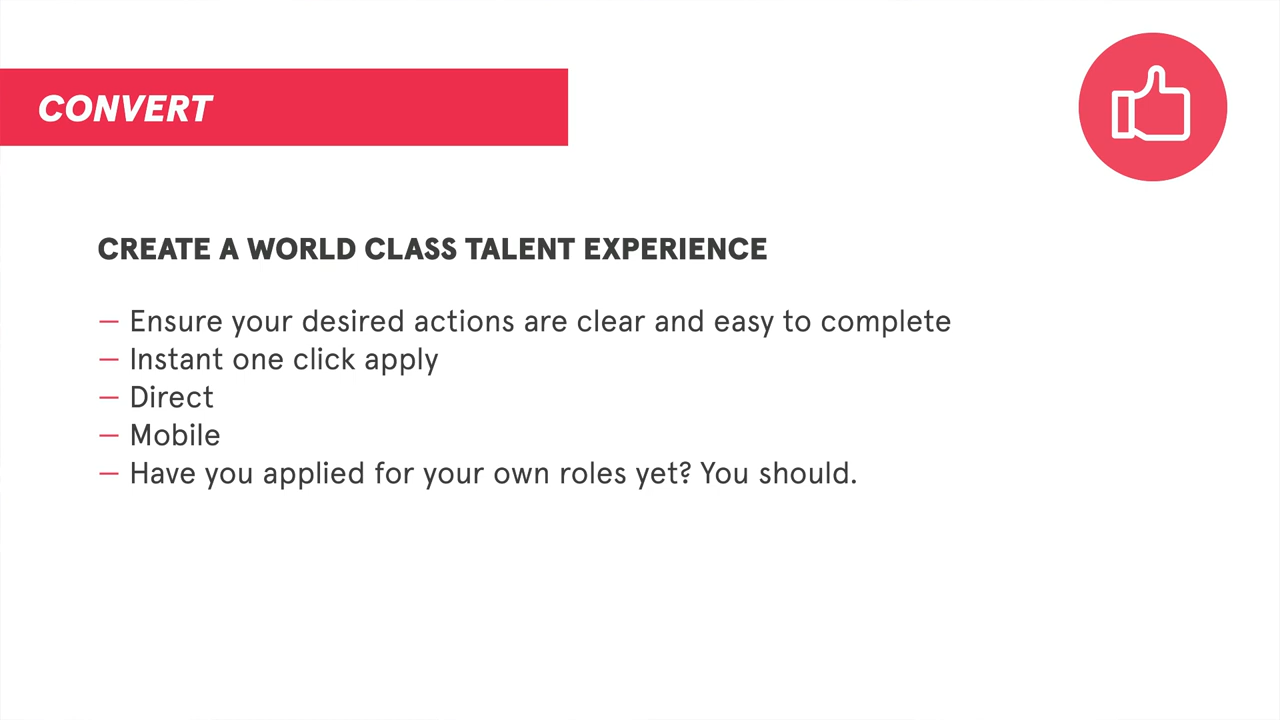 CONVERT
CREATE A WORLD CLASS TALENT EXPERIENCE
— Ensure your desired actions are clear and easy to complete
— Instant one click apply
— Direct
— Mobile
— Have you applied for your own roles yet? You should.